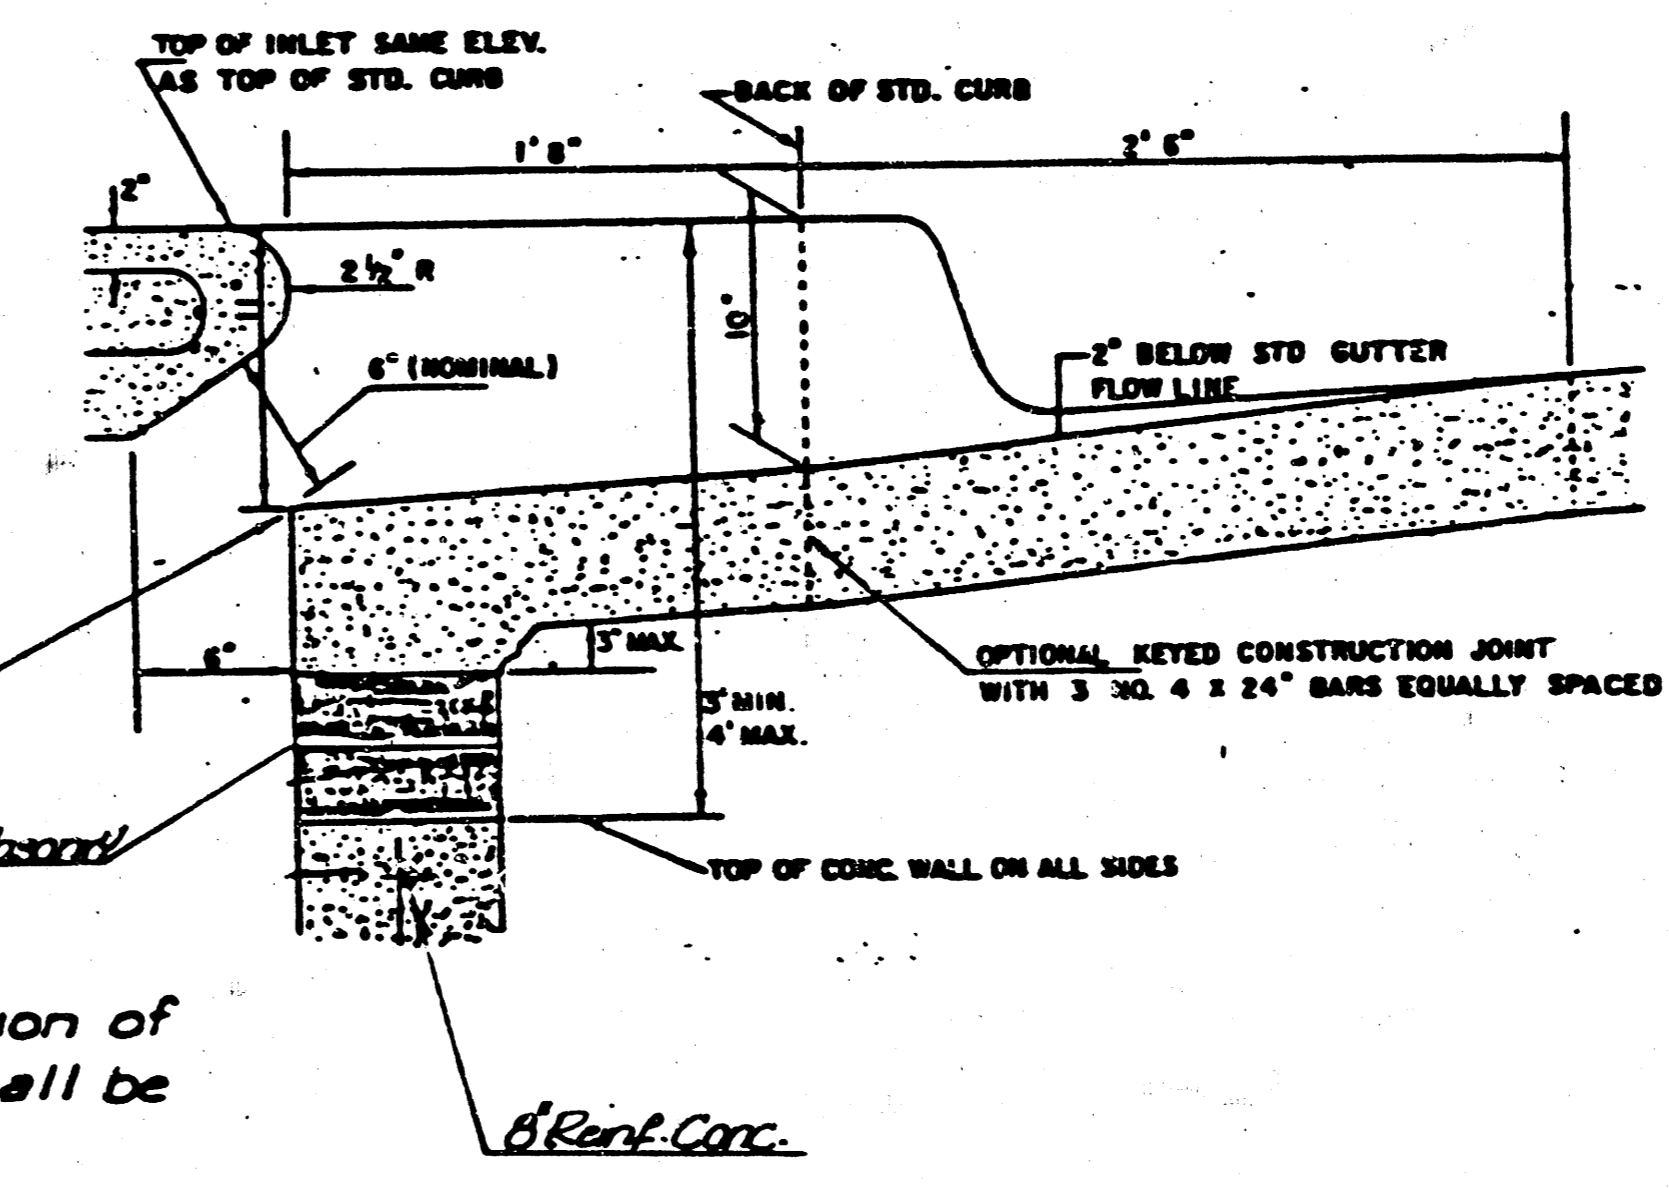 TOP OF INLET SAME ELEV.
AS TOP OF STD. CURB
BACK OF STD. CURB
1' 8"
2' 6"
2"
2 1/2" R
10"
11"
6" (NOMINAL)
2" BELOW STD GUTTER
FLOW LINE
6"
3" MAX.
3' MIN.
4' MAX.
OPTIONAL KEYED CONSTRUCTION JOINT
WITH 3 NO. 4 X 24" BARS EQUALLY SPACED
TOP OF CONC. WALL ON ALL SIDES
ion of
all be
8" Reinf. Conc.